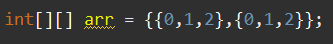 int[][] arr = {{0,1,2},{0,1,2}};